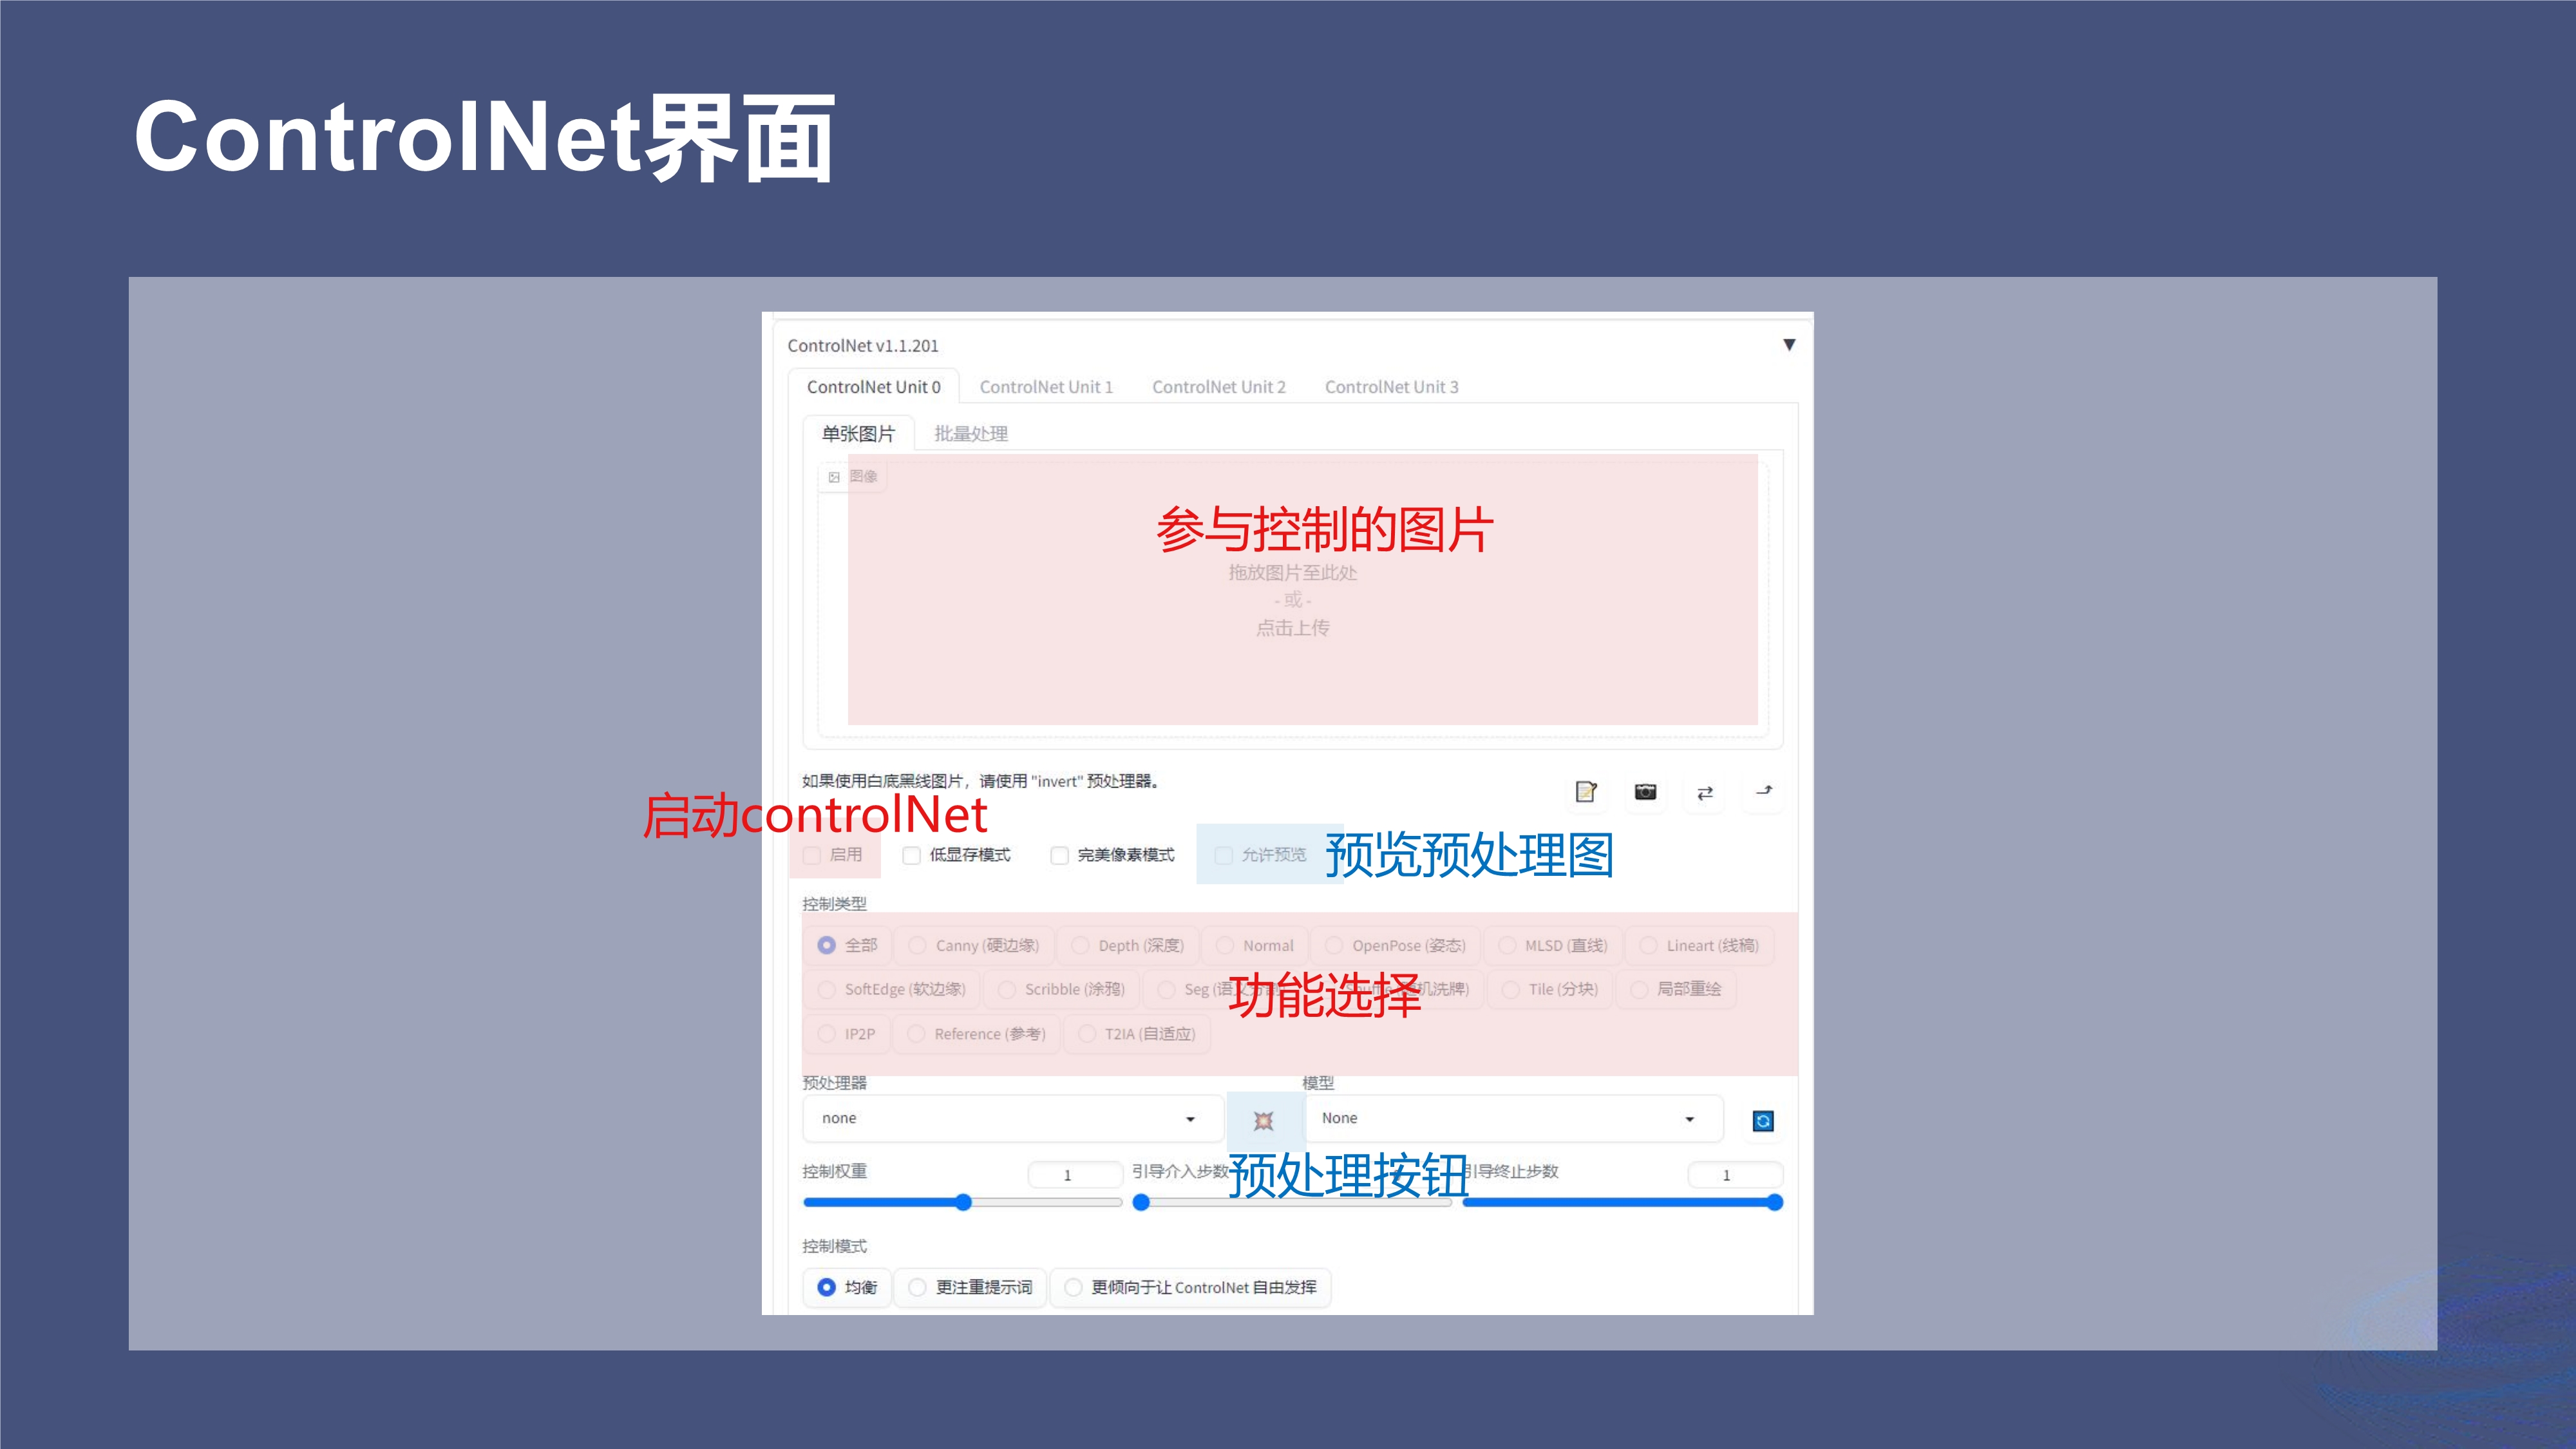 ControlNet界面
ControlNet v1.1.201
ControlNet Unit 0 ControlNet Unit 1 ControlNet Unit 2 ControlNet Unit 3
单张图片 批量处理
图像
参与控制的图片
拖放图片至此处
- 或 -
点击上传
如果使用白底黑线图片，请使用 "invert" 预处理器。
启动controlNet
启用 低显存模式 完美像素模式 允许预览 预览预处理图
控制类型
全部 Canny (硬边缘) Depth (深度) Normal OpenPose (姿态) MLSD (直线) Lineart (线稿)
SoftEdge (软边缘) Scribble (涂鸦) Seg (语 机洗牌) Tile (分块) 局部重绘
功能选择
IP2P Reference (参考) T2IA (自适应)
预处理器 模型
none None
控制权重 1 引导介入步数 引导终止步数 1
预处理按钮
控制模式
均衡 更注重提示词 更倾向于让 ControlNet 自由发挥